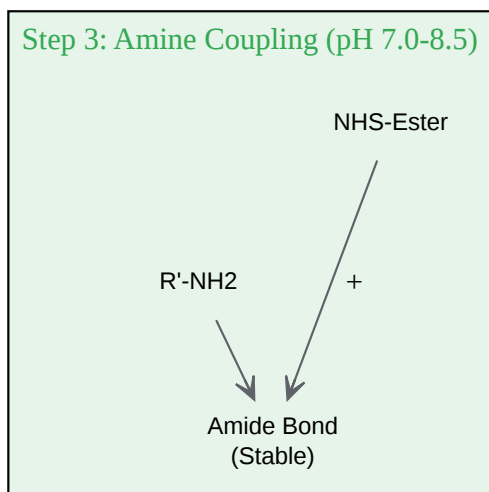 Step 3: Amine Coupling (pH 7.0-8.5)
NHS-Ester
R'-NH2
+
Amide Bond
(Stable)